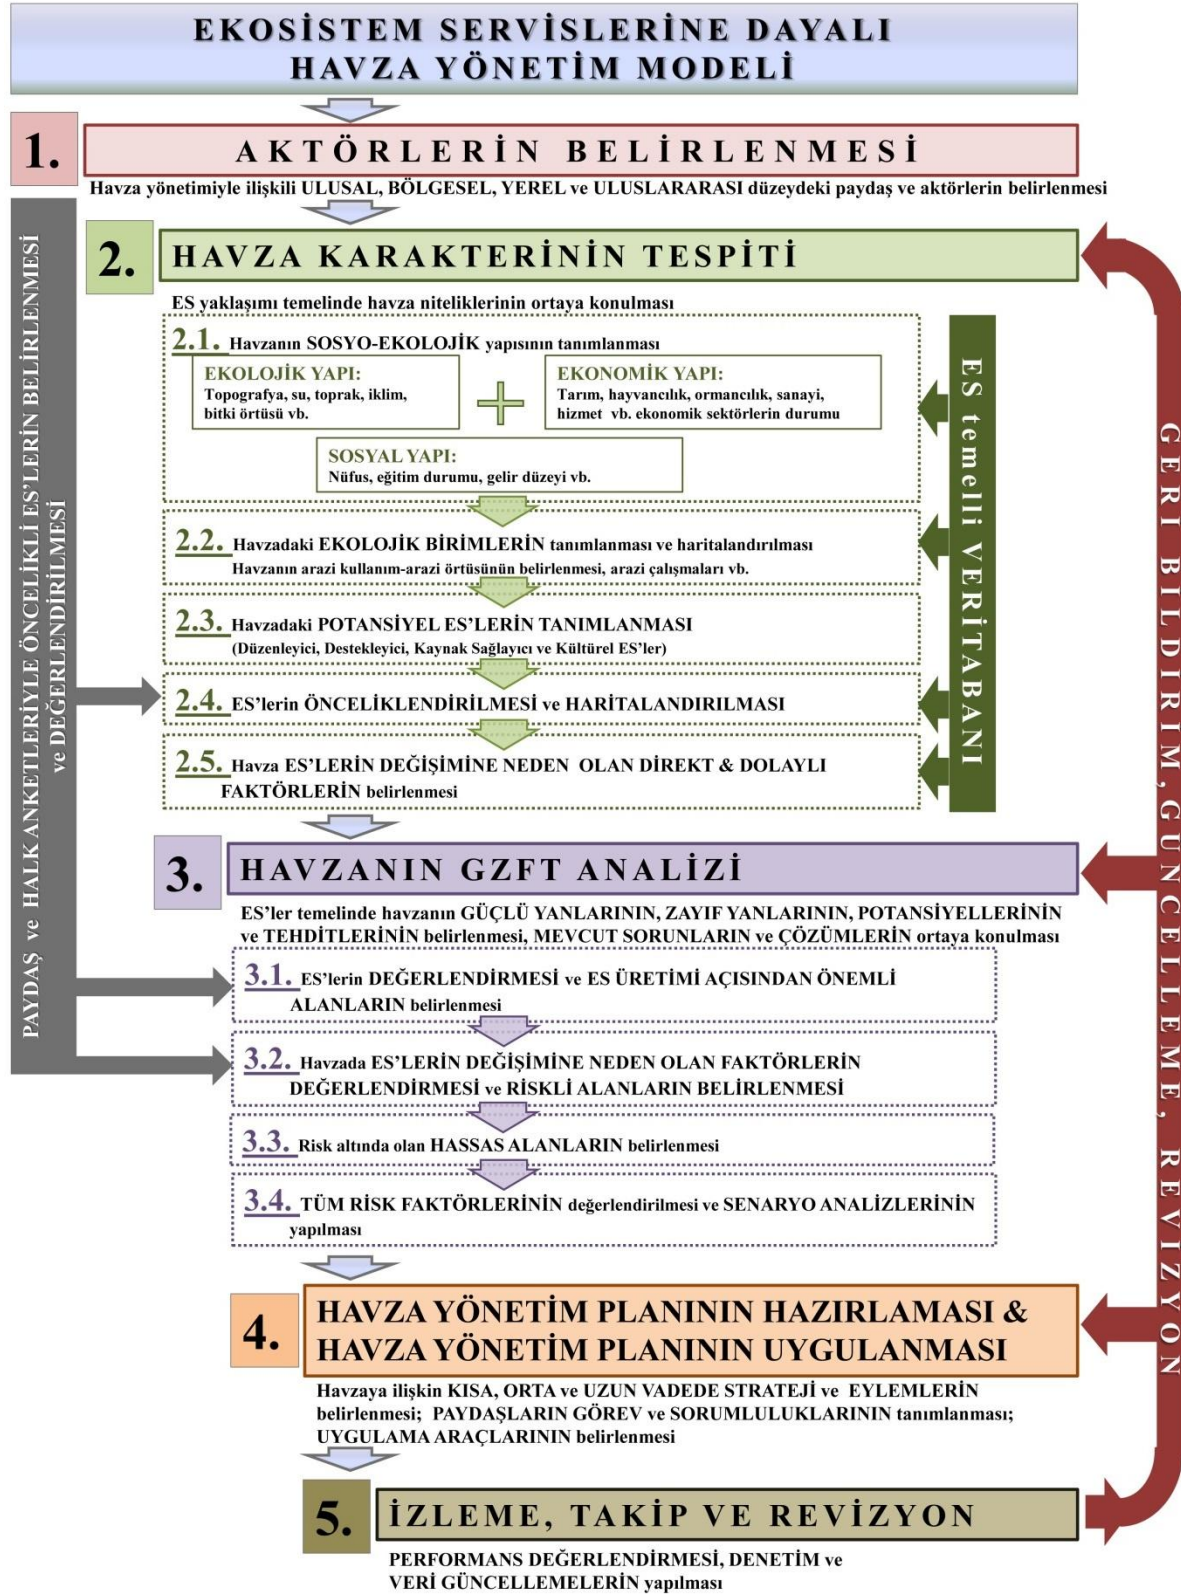 EKOSİSTEM SERVİSLERİNE DAYALI
HAVZA YÖNETİM MODELİ
1.
AKTÖRLERİN BELİRLENMESİ
Havza yönetimiyle ilişkili ULUSAL, BÖLGESEL, YEREL ve ULUSLARARASI düzeydeki paydaş ve aktörlerin belirlenmesi
PAYDAŞ ve HALK ANKETLERİYLE ÖNCELİKLİ ES'LERİN BELİRLENMESİ
ve DEĞERLENDİRİLMESİ
2.
HAVZA KARAKTERİNİN TESPİTİ
ES yaklaşımı temelinde havza niteliklerinin ortaya konulması
2.1. Havzanın SOSYO-EKOLOJİK yapısının tanımlanması
EKOLOJİK YAPI:
Topografya, su, toprak, iklim,
bitki örtüsü vb.
EKONOMİK YAPI:
Tarım, hayvancılık, ormancılık, sanayi,
hizmet vb. ekonomik sektörlerin durumu
SOSYAL YAPI:
Nüfus, eğitim durumu, gelir düzeyi vb.
2.2. Havzadaki EKOLOJİK BİRİMLERİN tanımlanması ve haritalandırılması
Havzanın arazi kullanım-arazi örtüsünün belirlenmesi, arazi çalışmaları vb.
2.3. Havzadaki POTANSİYEL ES'LERİN TANIMLANMASI
(Düzenleyici, Destekleyici, Kaynak Sağlayıcı ve Kültürel ES'ler)
2.4. ES'lerin ÖNCELİKLENDİRİLMESİ ve HARİTALANDIRILMASI
2.5. Havza ES'LERİN DEĞİŞİMİNE NEDEN OLAN DİREKT & DOLAYLI
FAKTÖRLERİN belirlenmesi
ES temelli VERİTABANI
GERI BILDIRIM, GUNCELLEME, REVIZYON
3.
HAVZANIN GZFT ANALİZİ
ES'ler temelinde havzanın GÜÇLÜ YANLARININ, ZAYIF YANLARININ, POTANSİYELLERİNİN
ve TEHDİTLERİNİN belirlenmesi, MEVCUT SORUNLARIN ve ÇÖZÜMLERİN ortaya konulması
3.1. ES'lerin DEĞERLENDİRMESİ ve ES ÜRETİMİ AÇISINDAN ÖNEMLİ
ALANLARIN belirlenmesi
3.2. Havzada ES'LERİN DEĞİŞİMİNE NEDEN OLAN FAKTÖRLERİN
DEĞERLENDİRMESİ ve RİSKLİ ALANLARIN BELİRLENMESİ
3.3. Risk altında olan HASSAS ALANLARIN belirlenmesi
3.4. TÜM RİSK FAKTÖRLERİNİN değerlendirilmesi ve SENARYO ANALİZLERİNİN
yapılması
4.
HAVZA YÖNETİM PLANININ HAZIRLAMASI &
HAVZA YÖNETİM PLANININ UYGULANMASI
Havzaya ilişkin KISA, ORTA ve UZUN VADEDE STRATEJİ ve EYLEMLERİN
belirlenmesi; PAYDAŞLARIN GÖREV ve SORUMLULUKLARININ tanımlanması;
UYGULAMA ARAÇLARININ belirlenmesi
5.
İZLEME, TAKİP VE REVİZYON
PERFORMANS DEĞERLENDİRMESİ, DENETİM ve
VERİ GÜNCELLEMELERİN yapılması